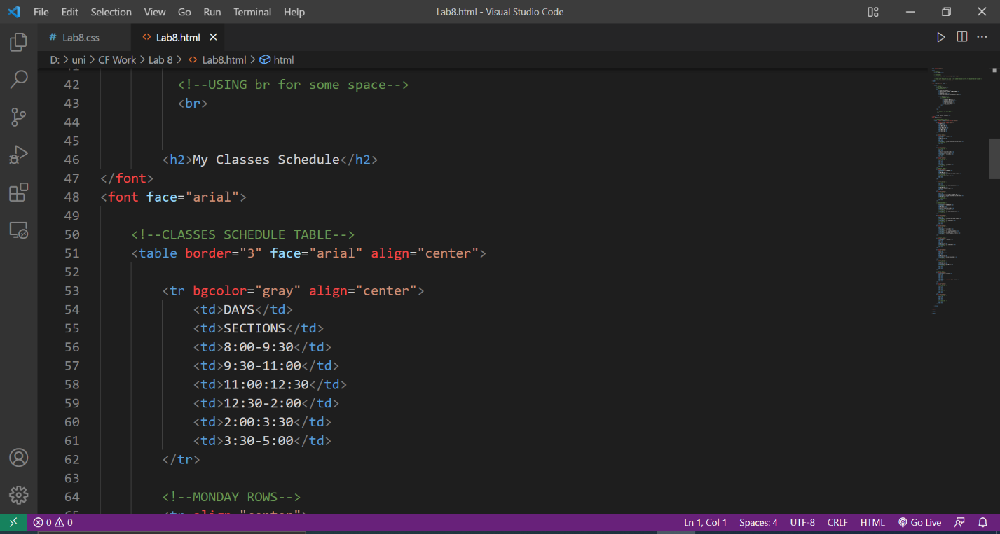 File Edit Selection View Go Run Terminal Help Lab8.html - Visual Studio Code
# Lab8.css <> Lab8.html
D: > uni > CF Work > Lab 8 > <> Lab8.html > html
41
42 <!--USING br for some space-->
43 <br>
44
45
46 <h2>My Classes Schedule</h2>
47 </font>
48 <font face="arial">
49
50 <!--CLASSES SCHEDULE TABLE-->
51 <table border="3" face="arial" align="center">
52
53 <tr bgcolor="gray" align="center">
54 <td>DAYS</td>
55 <td>SECTIONS</td>
56 <td>8:00-9:30</td>
57 <td>9:30-11:00</td>
58 <td>11:00:12:30</td>
59 <td>12:30-2:00</td>
60 <td>2:00:3:30</td>
61 <td>3:30-5:00</td>
62 </tr>
63
64 <!--MONDAY ROWS-->
65 <tr align="center">
0 0 Ln 1, Col 1 Spaces: 4 UTF-8 CRLF HTML Go Live